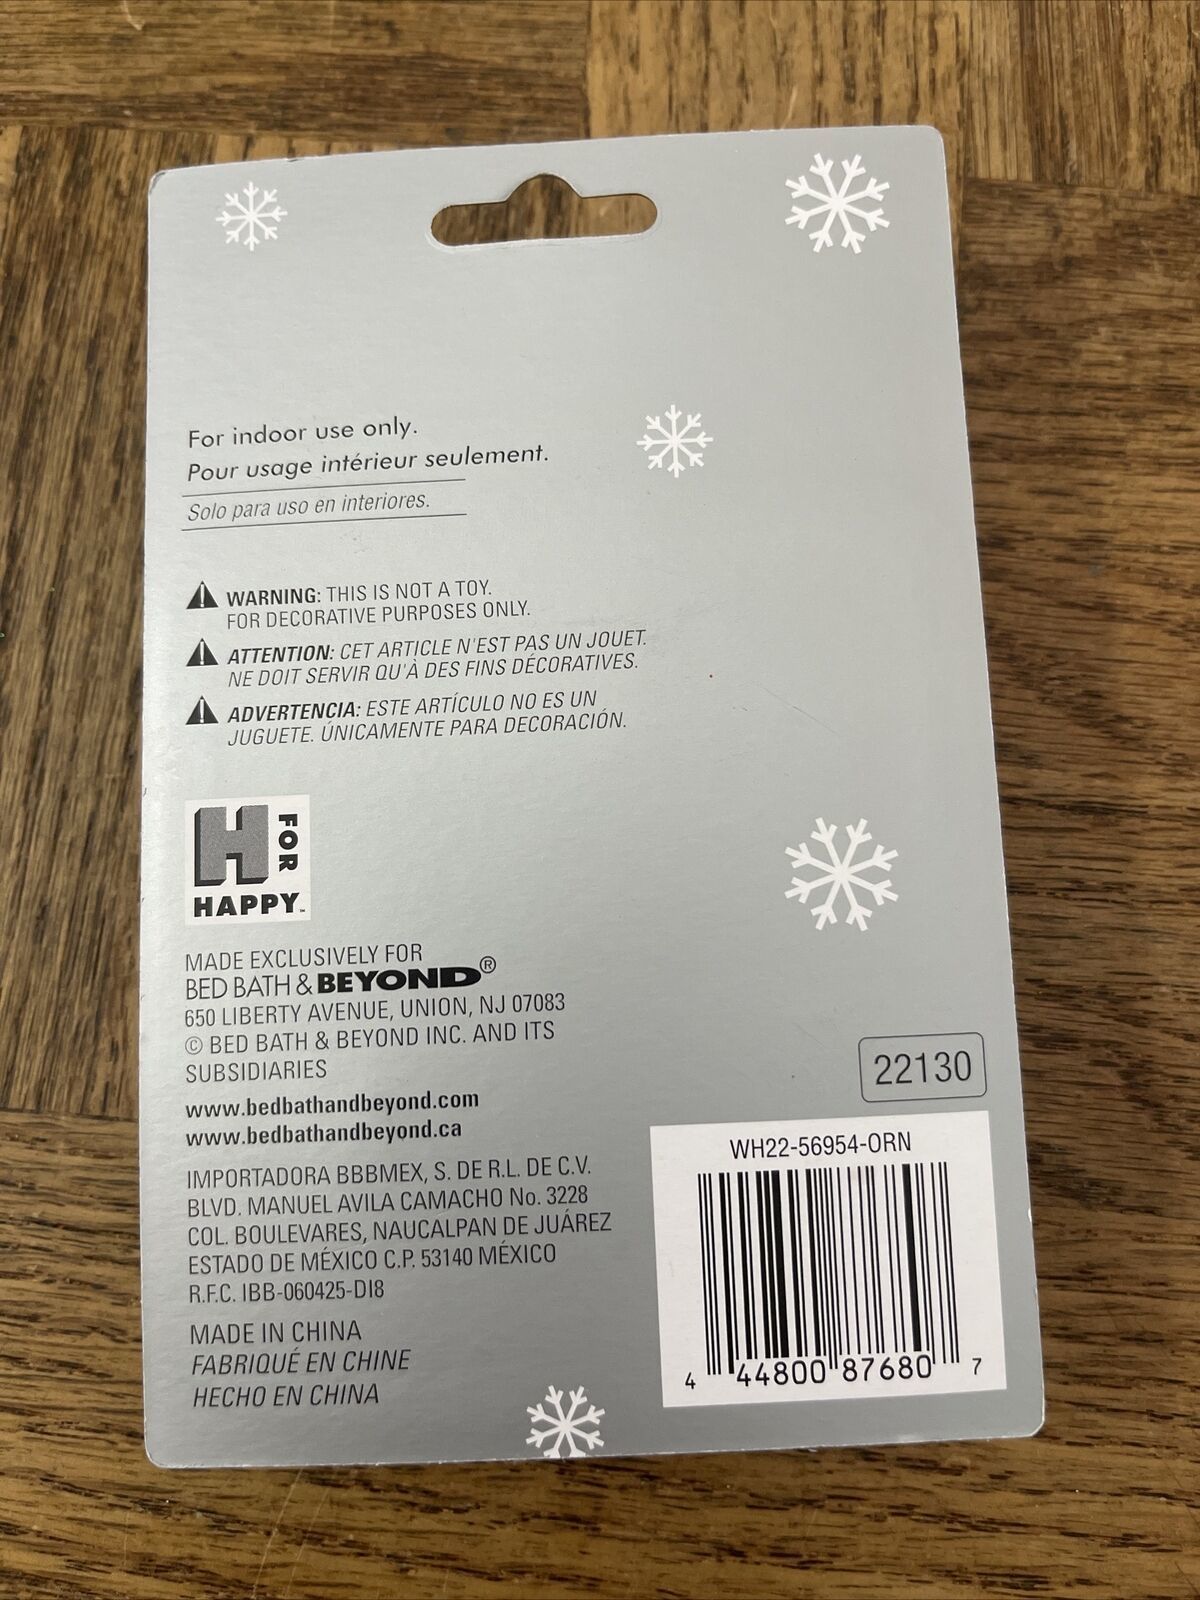 For indoor use only.
Pour usage intérieur seulement.
Solo para uso en interiores.
WARNING: THIS IS NOT A TOY.
FOR DECORATIVE PURPOSES ONLY.
ATTENTION: CET ARTICLE N'EST PAS UN JOUET.
NE DOIT SERVIR QU'À DES FINS DÉCORATIVES.
ADVERTENCIA: ESTE ARTÍCULO NO ES UN
JUGUETE. ÚNICAMENTE PARA DECORACIÓN.
H FOR
HAPPY™
MADE EXCLUSIVELY FOR
BED BATH & BEYOND®
650 LIBERTY AVENUE, UNION, NJ 07083
© BED BATH & BEYOND INC. AND ITS
SUBSIDIARIES
www.bedbathandbeyond.com
www.bedbathandbeyond.ca
IMPORTADORA BBBMEX, S. DE R.L. DE C.V.
BLVD. MANUEL AVILA CAMACHO No. 3228
COL. BOULEVARES, NAUCALPAN DE JUÁREZ
ESTADO DE MÉXICO C.P. 53140 MÉXICO
R.F.C. IBB-060425-DI8
MADE IN CHINA
FABRIQUÉ EN CHINE
HECHO EN CHINA
22130
WH22-56954-ORN
4 44800 87680 7